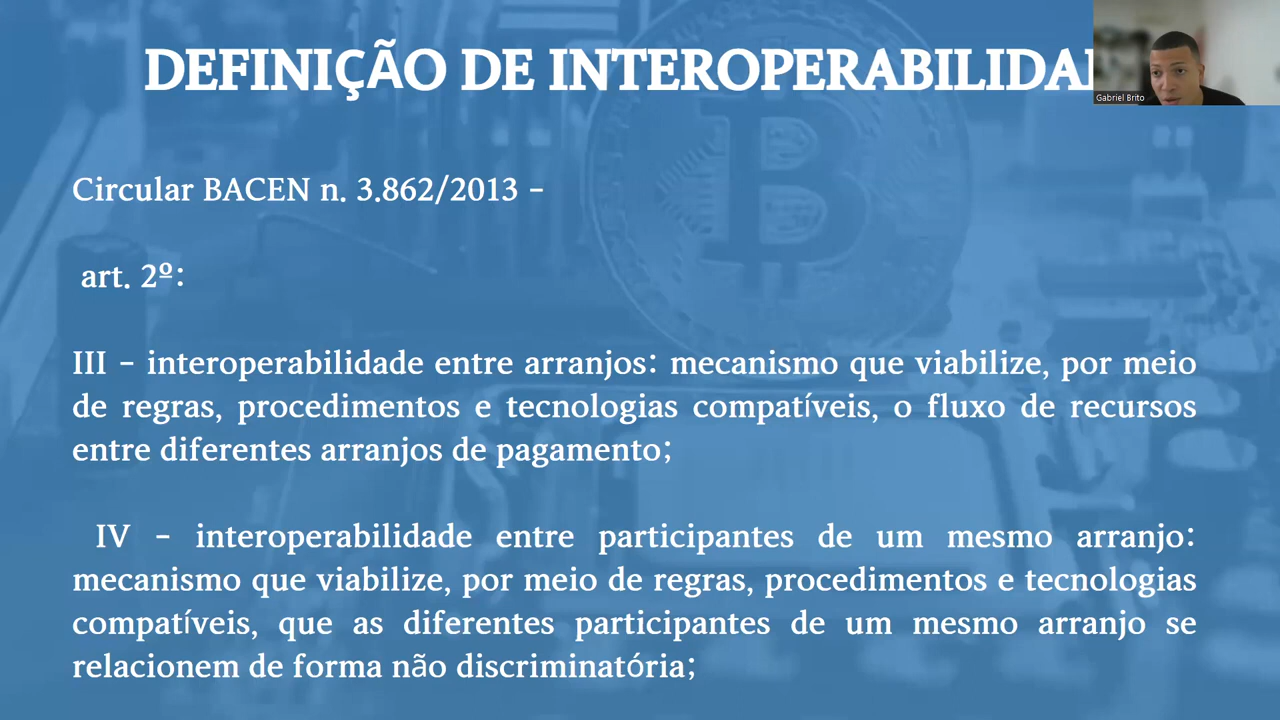 DEFINIÇÃO DE INTEROPERABILIDA
Gabriel Brito
Circular BACEN n. 3.862/2013 –
art. 2º:
III – interoperabilidade entre arranjos: mecanismo que viabilize, por meio
de regras, procedimentos e tecnologias compatíveis, o fluxo de recursos
entre diferentes arranjos de pagamento;
IV – interoperabilidade entre participantes de um mesmo arranjo:
mecanismo que viabilize, por meio de regras, procedimentos e tecnologias
compatíveis, que as diferentes participantes de um mesmo arranjo se
relacionem de forma não discriminatória;